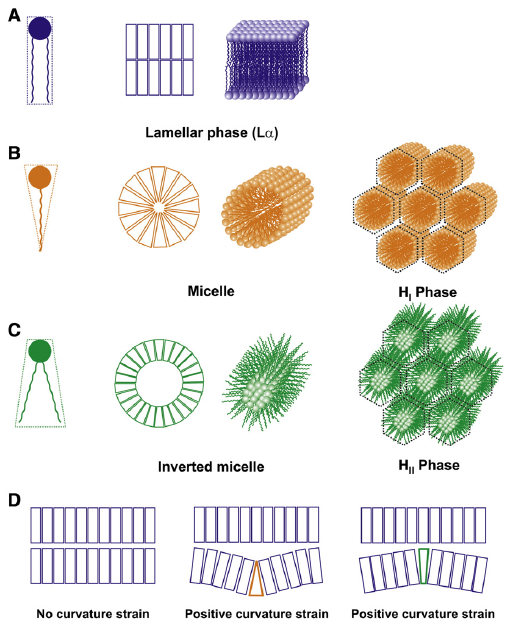 A
Lamellar phase (Lα)
B
Micelle
HI Phase
C
Inverted micelle
HII Phase
D
No curvature strain
Positive curvature strain
Positive curvature strain